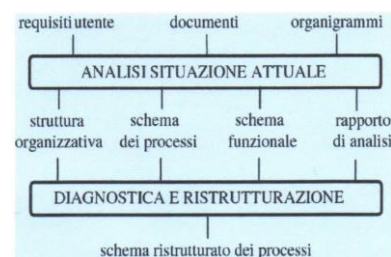 requisiti utente documenti organigrammi
ANALISI SITUAZIONE ATTUALE
struttura schema schema rapporto
organizzativa dei processi funzionale di analisi
DIAGNOSTICA E RISTRUTTURAZIONE
schema ristrutturato dei processi